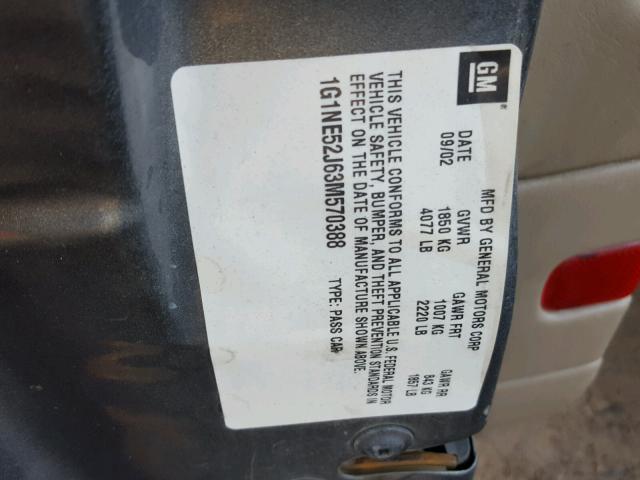 GM
MFD BY GENERAL MOTORS CORP
DATE GVWR GAWR FRT GAWR RR
09/02 1850 KG 1007 KG 843 KG
4077 LB 2220 LB 1857 LB
THIS VEHICLE CONFORMS TO ALL APPLICABLE U.S. FEDERAL MOTOR
VEHICLE SAFETY, BUMPER, AND THEFT PREVENTION STANDARDS IN
EFFECT ON THE DATE OF MANUFACTURE SHOWN ABOVE.
1G1NE52J63M570388 TYPE: PASS CAR